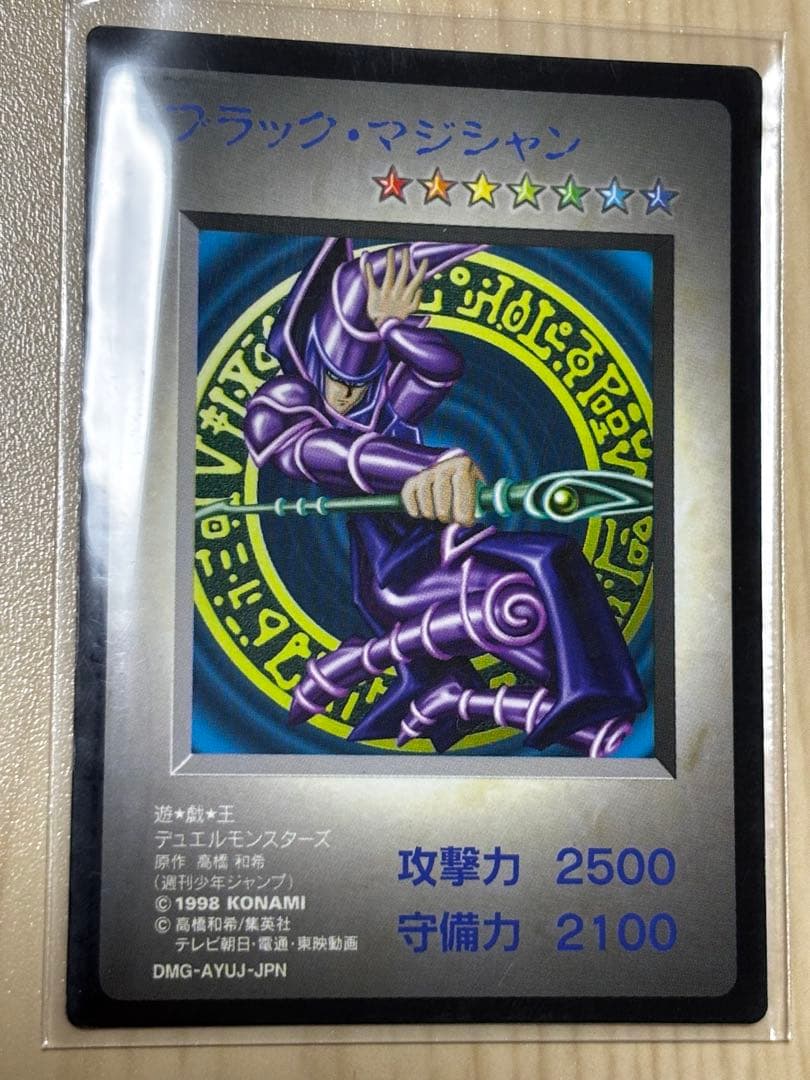 ブラック・マジシャン
遊★戯★王
デュエルモンスターズ
原作 高橋 和希
(週刊少年ジャンプ)
©1998 KONAMI
©高橋和希/集英社
テレビ朝日・電通・東映動画
DMG-AYUJ-JPN
攻撃力 2500
守備力 2100